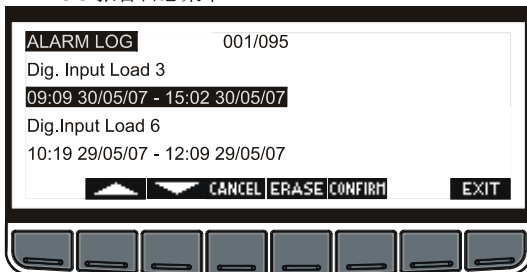 ALARM LOG 001/095
Dig. Input Load 3
09:09 30/05/07 - 15:02 30/05/07
Dig.Input Load 6
10:19 29/05/07 - 12:09 29/05/07
CANCEL ERASE CONFIRM EXIT